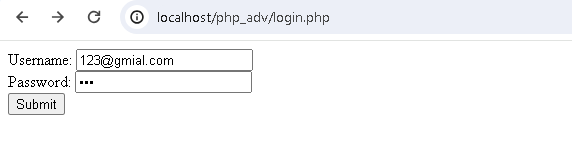 localhost/php_adv/login.php
Username: 123@gmial.com
Password: •••
Submit